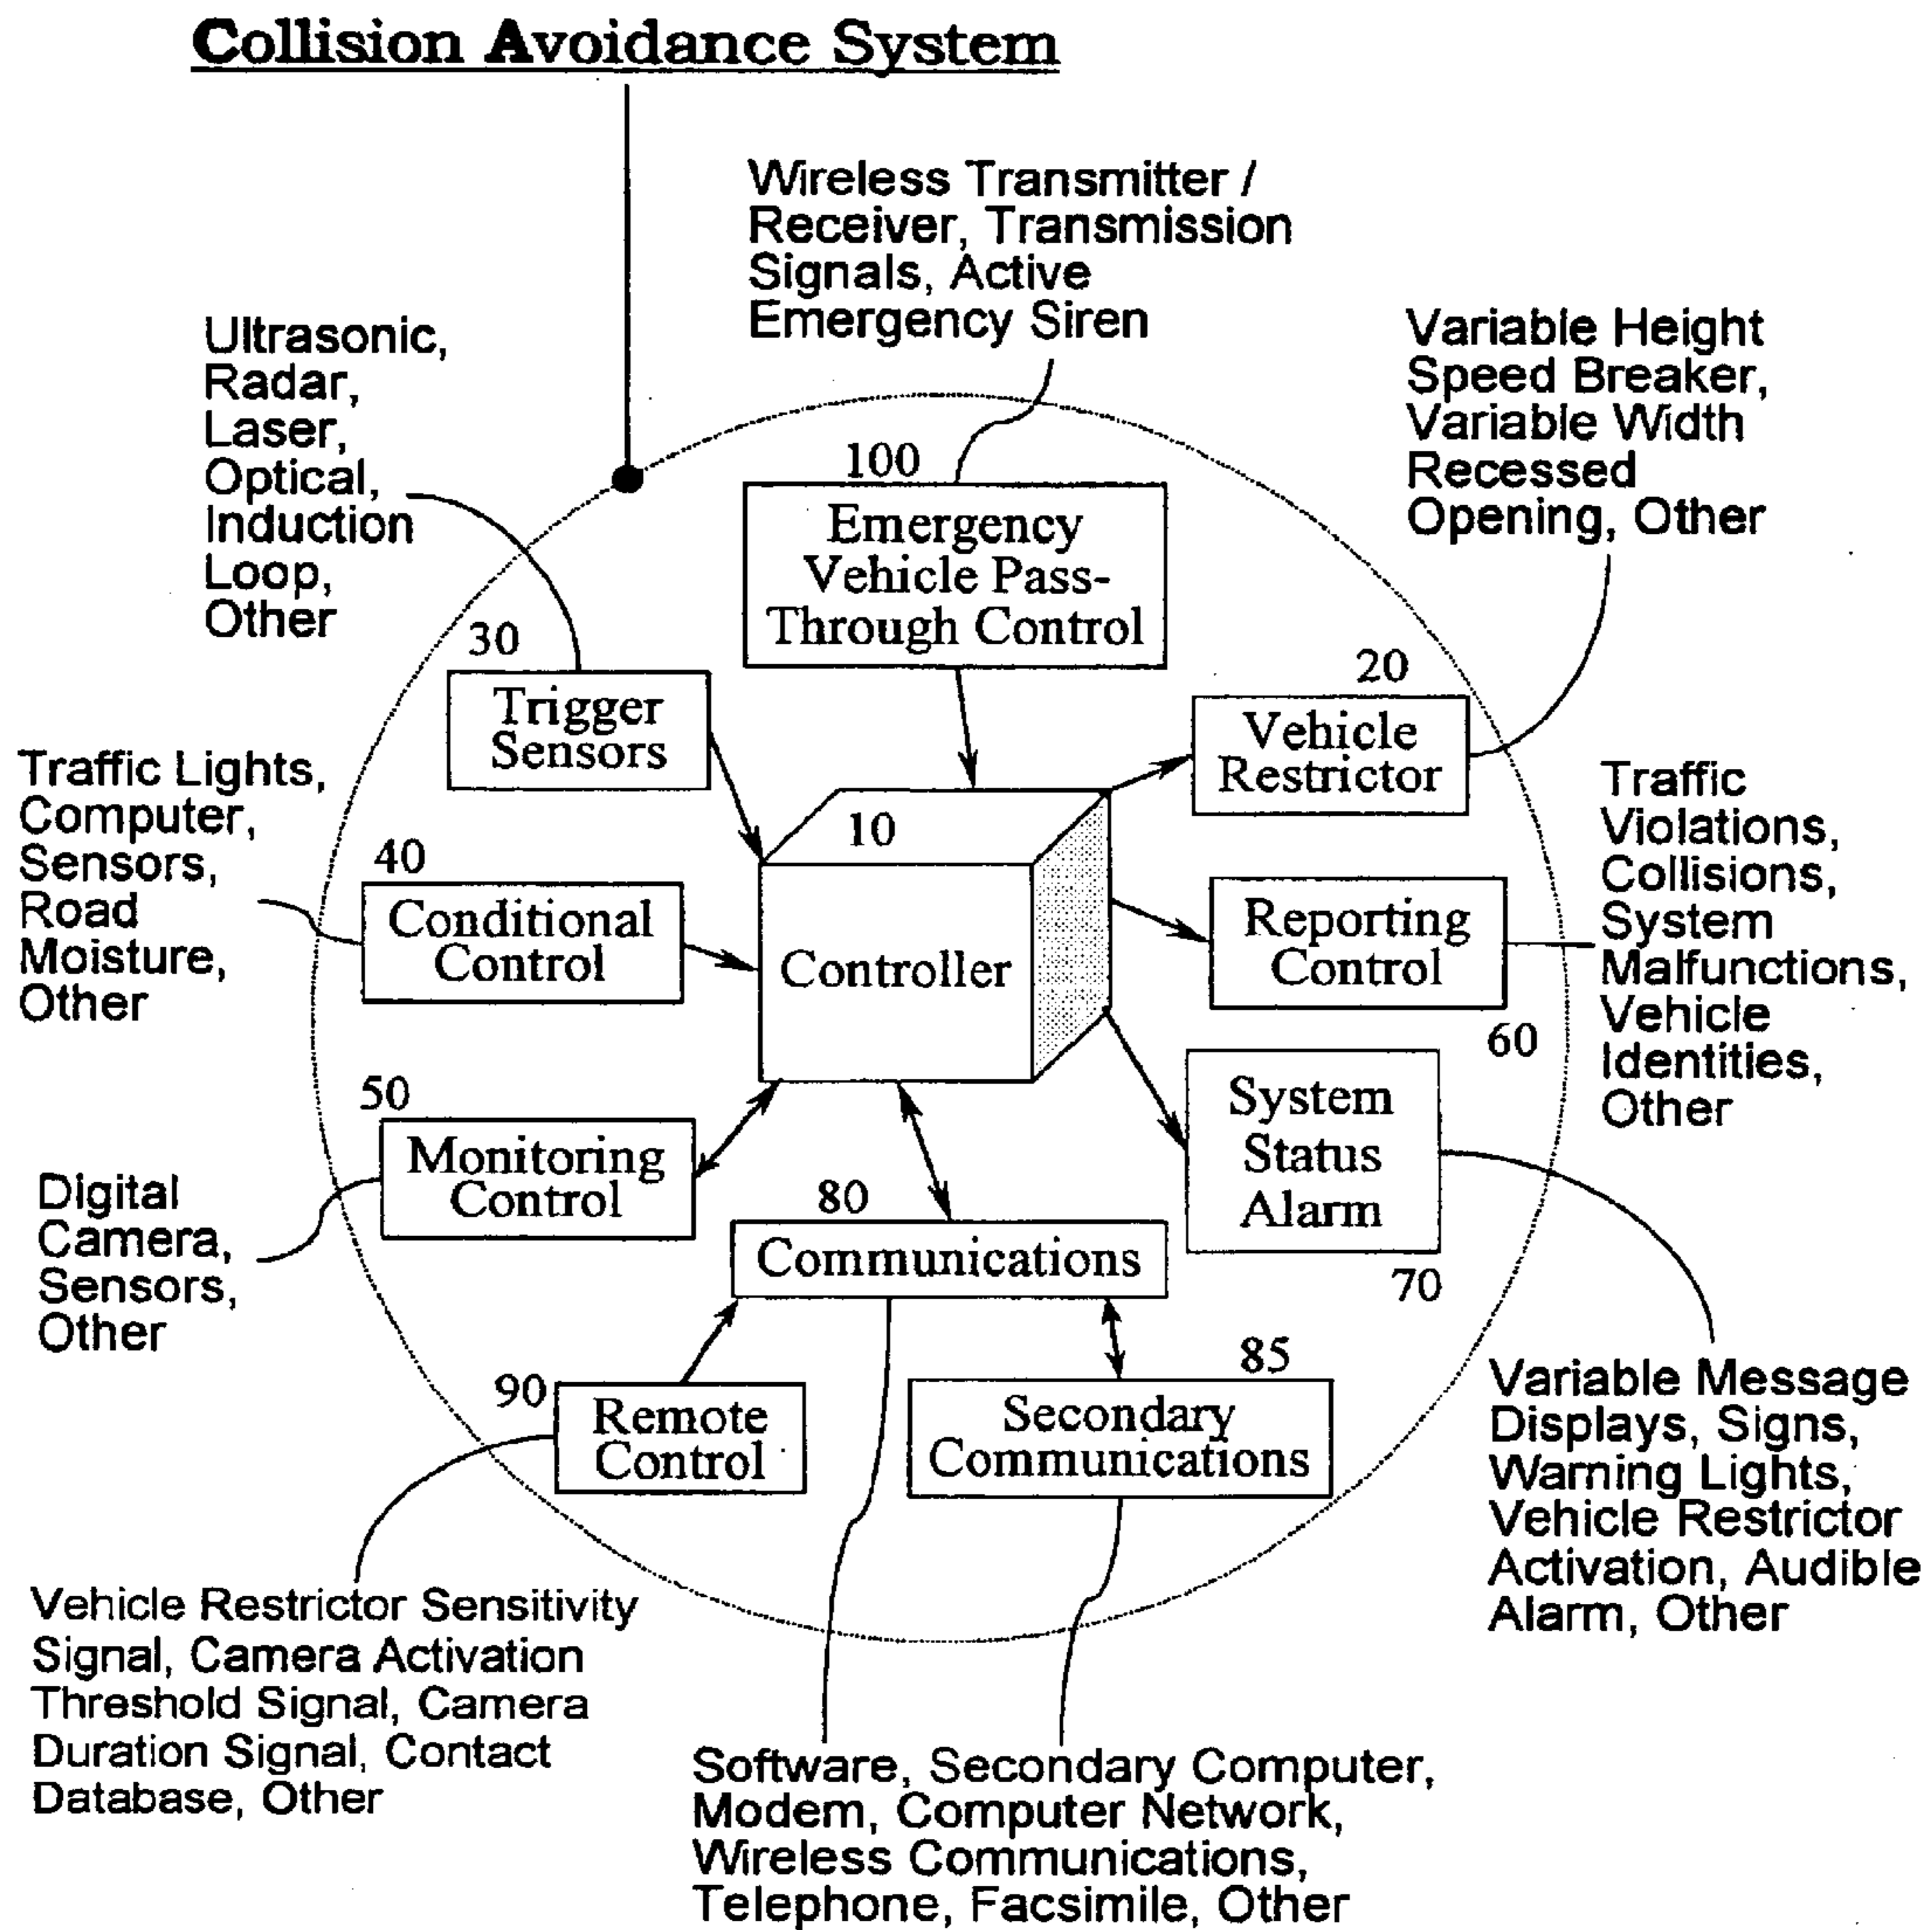 Collision Avoidance System
Wireless Transmitter /
Receiver, Transmission
Signals, Active
Emergency Siren
Ultrasonic,
Radar,
Laser,
Optical,
Induction
Loop,
Other
Variable Height
Speed Breaker,
Variable Width
Recessed
Opening, Other
100
Emergency
Vehicle Pass-
Through Control
30
Trigger
Sensors
20
Vehicle
Restrictor
Traffic Lights,
Computer,
Sensors,
Road
Moisture,
Other
40
Conditional
Control
10
Controller
Reporting
Control
60
Traffic
Violations,
Collisions,
System
Malfunctions,
Vehicle
Identities,
Other
50
Monitoring
Control
Digital
Camera,
Sensors,
Other
80
Communications
System
Status
Alarm
70
90
Remote
Control
85
Secondary
Communications
Variable Message
Displays, Signs,
Warning Lights,
Vehicle Restrictor
Activation, Audible
Alarm, Other
Vehicle Restrictor Sensitivity
Signal, Camera Activation
Threshold Signal, Camera
Duration Signal, Contact
Database, Other
Software, Secondary Computer,
Modem, Computer Network,
Wireless Communications,
Telephone, Facsimile, Other